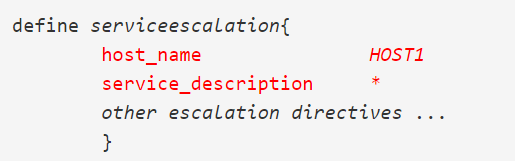 define serviceescalation{
host_name HOST1
service_description *
other escalation directives ...
}